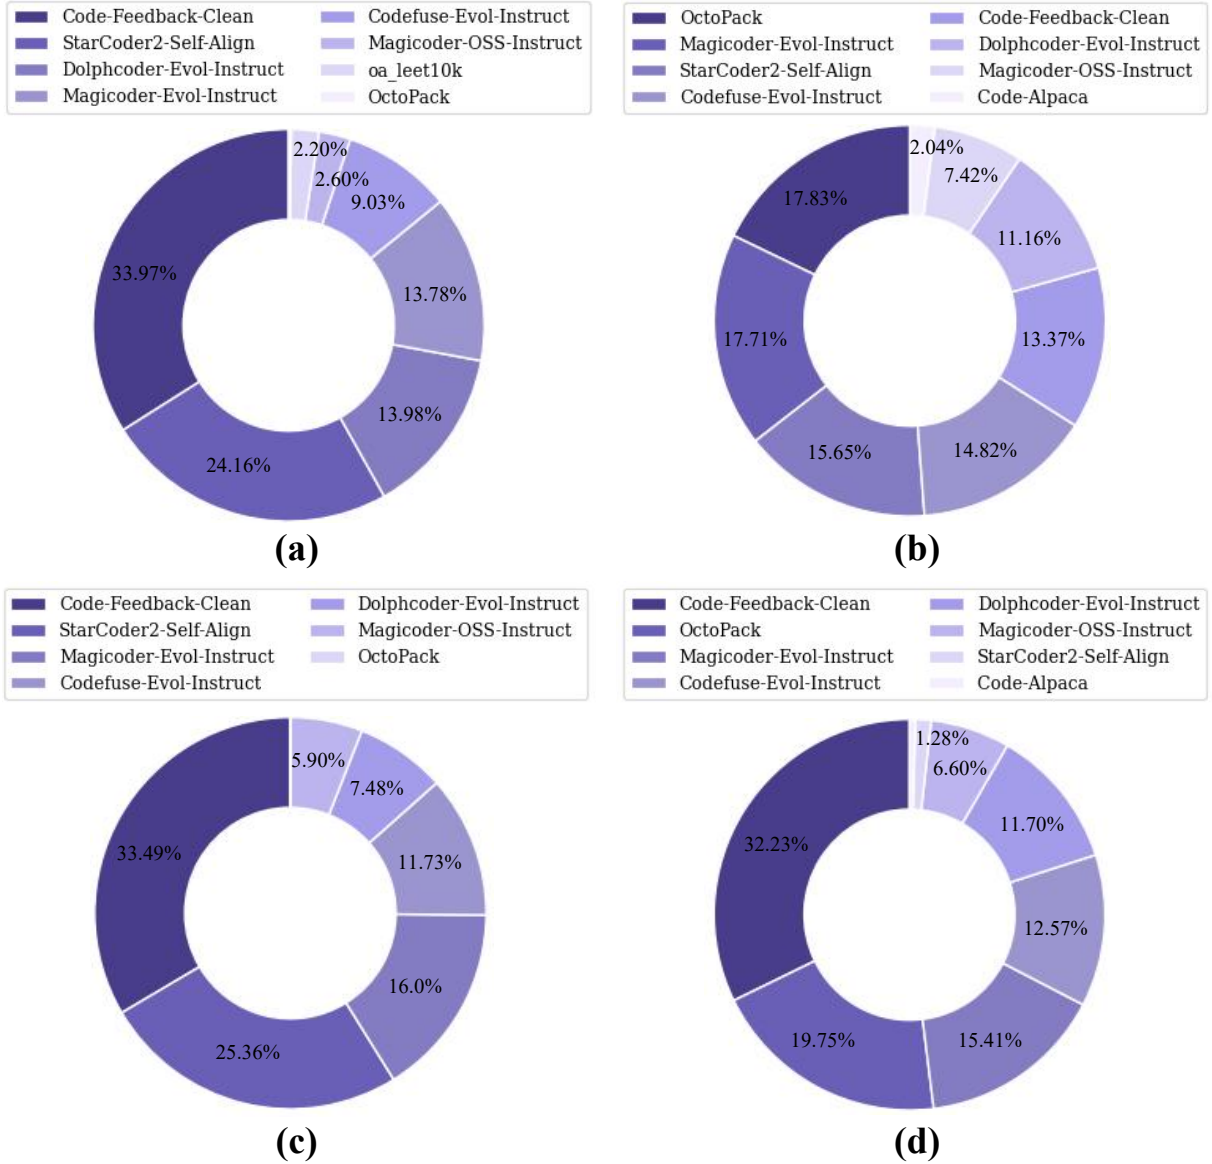 Code-Feedback-Clean
StarCoder2-Self-Align
Dolphcoder-Evol-Instruct
Magicoder-Evol-Instruct
Codefuse-Evol-Instruct
Magicoder-OSS-Instruct
oa_leet10k
OctoPack
2.20%
2.60%
9.03%
33.97%
13.78%
13.98%
24.16%
(a)
OctoPack
Magicoder-Evol-Instruct
StarCoder2-Self-Align
Codefuse-Evol-Instruct
Code-Feedback-Clean
Dolphcoder-Evol-Instruct
Magicoder-OSS-Instruct
Code-Alpaca
2.04%
7.42%
17.83%
11.16%
17.71%
13.37%
15.65%
14.82%
(b)
Code-Feedback-Clean
StarCoder2-Self-Align
Magicoder-Evol-Instruct
Codefuse-Evol-Instruct
Dolphcoder-Evol-Instruct
Magicoder-OSS-Instruct
OctoPack
5.90%
7.48%
33.49%
11.73%
16.0%
25.36%
(c)
Code-Feedback-Clean
OctoPack
Magicoder-Evol-Instruct
Codefuse-Evol-Instruct
Dolphcoder-Evol-Instruct
Magicoder-OSS-Instruct
StarCoder2-Self-Align
Code-Alpaca
1.28%
6.60%
11.70%
32.23%
12.57%
19.75%
15.41%
(d)